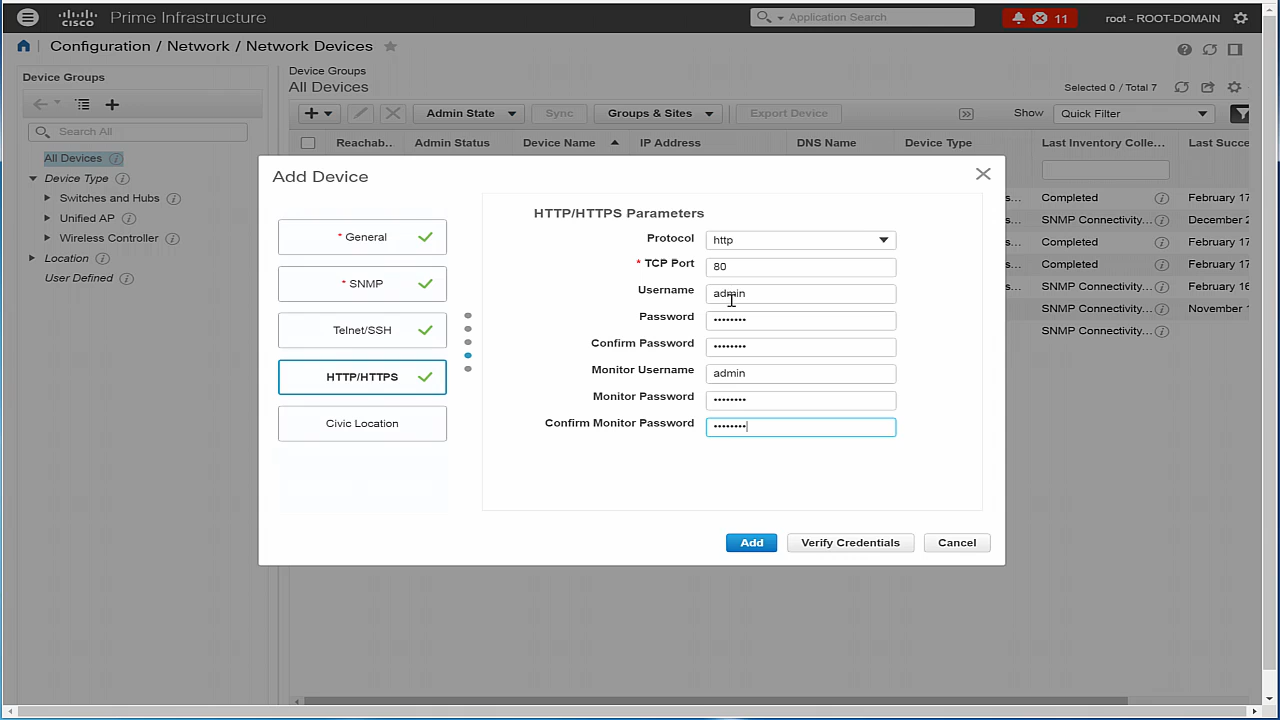 cisco Prime Infrastructure
Application Search
11
root - ROOT-DOMAIN
Configuration / Network / Network Devices
Device Groups
Search All
All Devices
Device Type
Switches and Hubs
Unified AP
Wireless Controller
Location
User Defined
Device Groups
All Devices
Selected 0 / Total 7
Admin State
Sync
Groups & Sites
Export Device
Show
Quick Filter
Reachab..
Admin Status
Device Name
IP Address
DNS Name
Device Type
Last Inventory Colle...
Last Succe
s... Completed February 17
SNMP Connectivity... December 2
s... Completed February 17
s... Completed February 17
s... SNMP Connectivity... February 16
SNMP Connectivity... November 1
SNMP Connectivity...
Add Device
* General
* SNMP
Telnet/SSH
HTTP/HTTPS
Civic Location
HTTP/HTTPS Parameters
Protocol http
* TCP Port 80
Username admin
Password ••••••••
Confirm Password ••••••••
Monitor Username admin
Monitor Password ••••••••
Confirm Monitor Password ••••••••
Add
Verify Credentials
Cancel